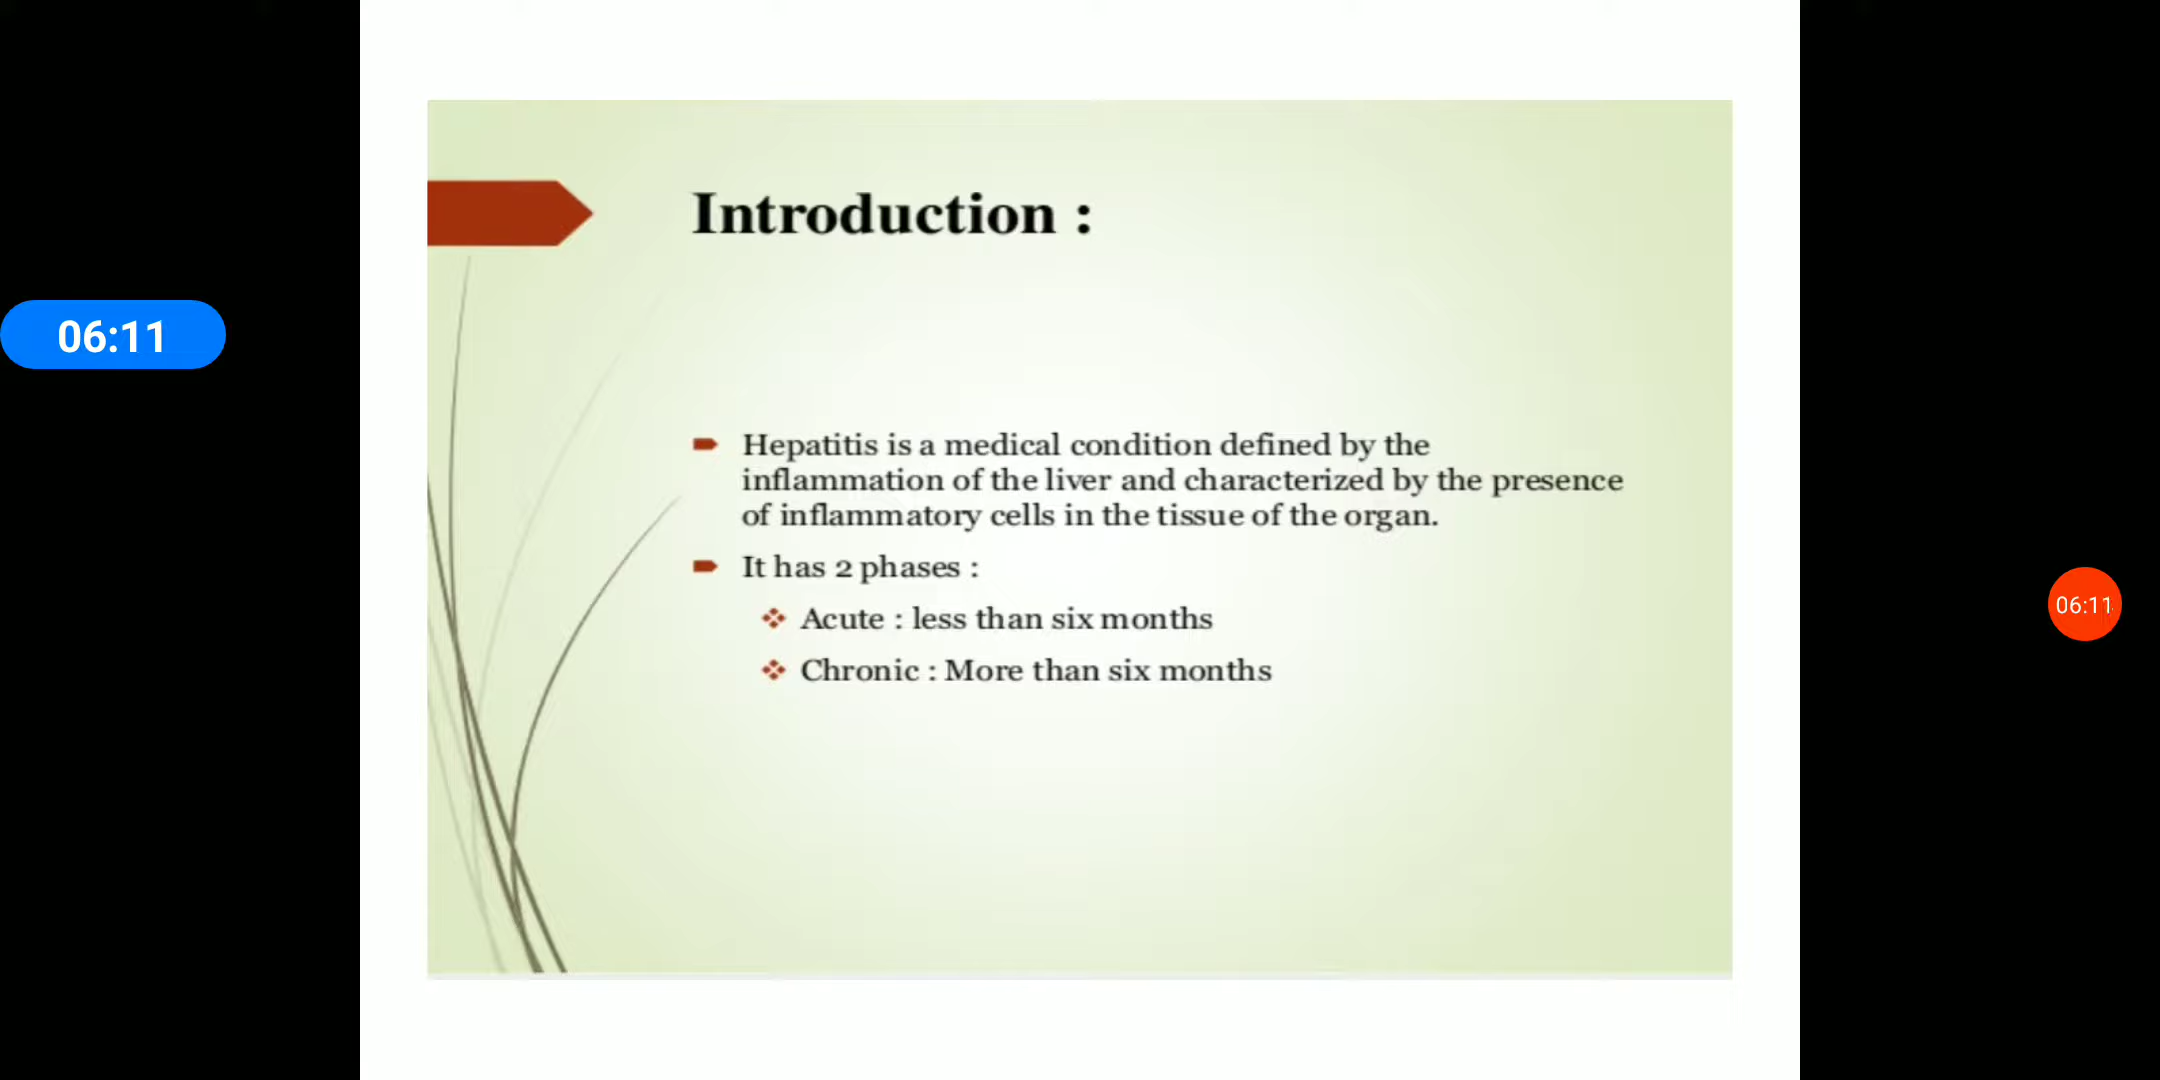 Introduction :
06:11
Hepatitis is a medical condition defined by the
inflammation of the liver and characterized by the presence
of inflammatory cells in the tissue of the organ.
It has 2 phases :
Acute : less than six months
06:11
Chronic : More than six months